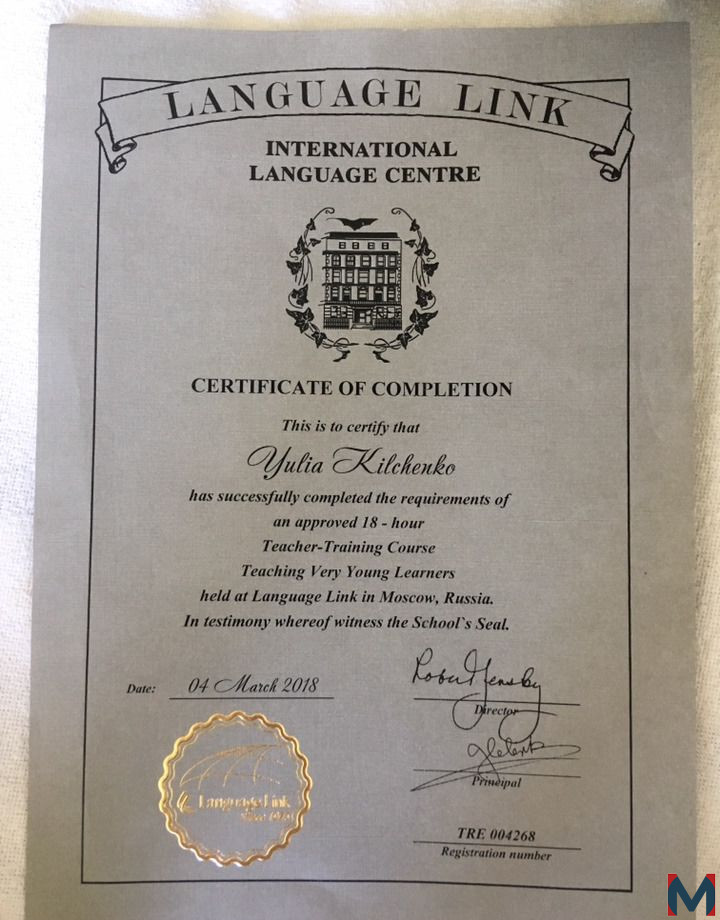 LANGUAGE LINK
INTERNATIONAL
LANGUAGE CENTRE
CERTIFICATE OF COMPLETION
This is to certify that
Yulia Kilchenko
has successfully completed the requirements of
an approved 18 - hour
Teacher-Training Course
Teaching Very Young Learners
held at Language Link in Moscow, Russia.
In testimony whereof witness the School`s Seal.
Date: 04 March 2018
Director
Principal
Language Link
TRE 004268
Registration number
M